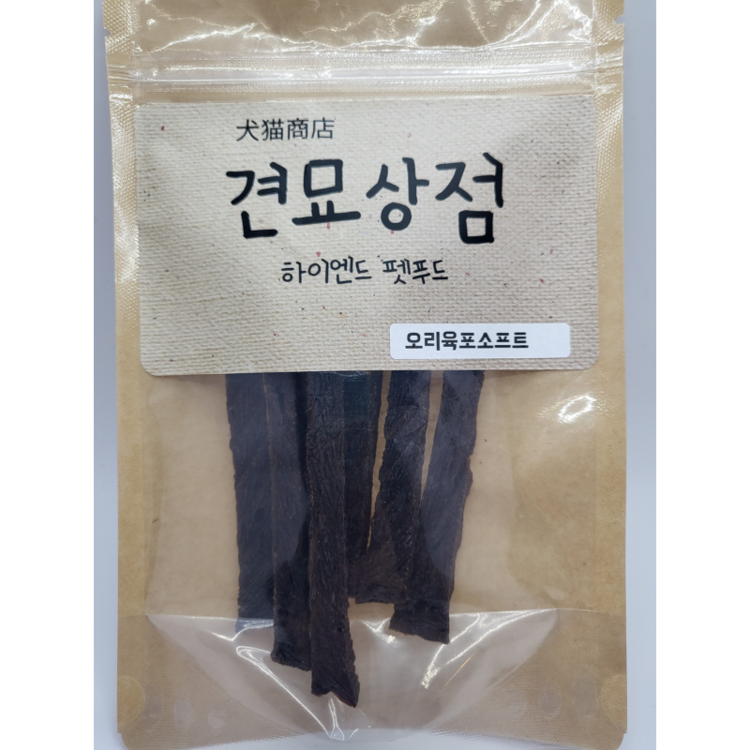 犬猫商店
견묘상점
하이엔드 펫푸드
오리육포소프트